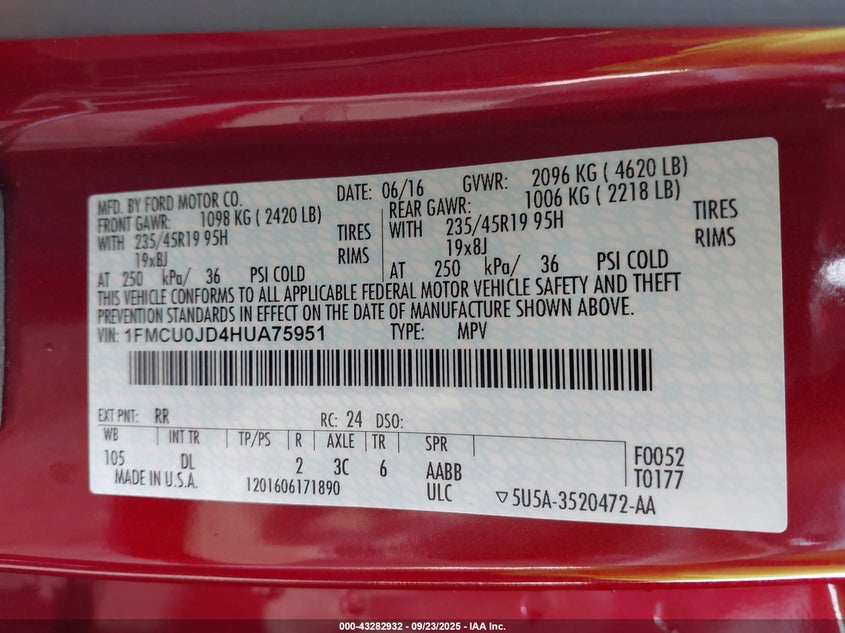 MFD. BY FORD MOTOR CO. DATE: 06/16 GVWR: 2096 KG ( 4620 LB)
FRONT GAWR: 1098 KG ( 2420 LB) REAR GAWR: 1006 KG ( 2218 LB)
WITH 235/45R19 95H TIRES WITH 235/45R19 95H TIRES
19x8J RIMS 19x8J RIMS
AT 250 kPa/ 36 PSI COLD AT 250 kPa/ 36 PSI COLD
THIS VEHICLE CONFORMS TO ALL APPLICABLE FEDERAL MOTOR VEHICLE SAFETY AND THEFT
PREVENTION STANDARDS IN EFFECT ON THE DATE OF MANUFACTURE SHOWN ABOVE.
VIN: 1FMCU0JD4HUA75951 TYPE: MPV
EXT PNT: RR RC: 24 DSO:
WB INT TR TP/PS R AXLE TR SPR F0052
105 DL 2 3C 6 AABB T0177
MADE IN U.S.A. 1201606171890 ULC ▽5U5A-3520472-AA
000-43282932 - 09/23/2025 - IAA Inc.